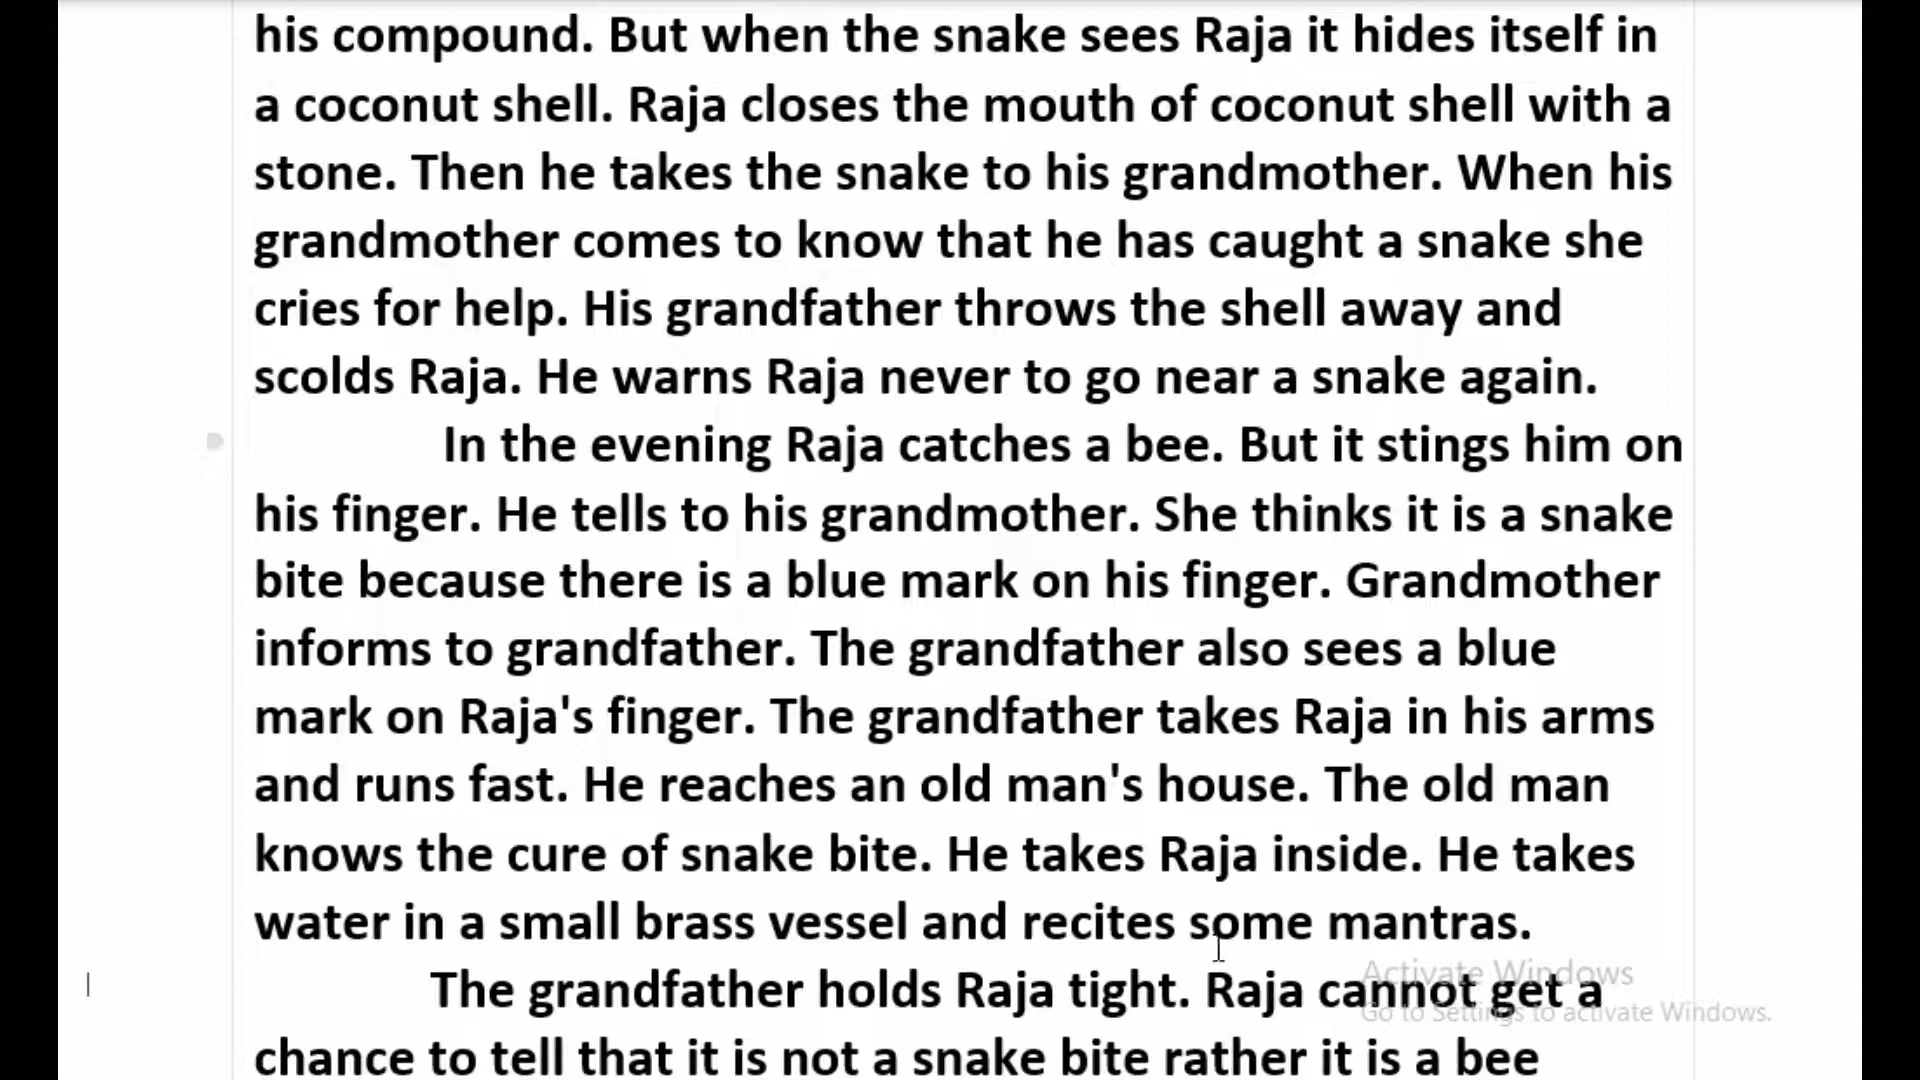 his compound. But when the snake sees Raja it hides itself in
a coconut shell. Raja closes the mouth of coconut shell with a
stone. Then he takes the snake to his grandmother. When his
grandmother comes to know that he has caught a snake she
cries for help. His grandfather throws the shell away and
scolds Raja. He warns Raja never to go near a snake again.
In the evening Raja catches a bee. But it stings him on
his finger. He tells to his grandmother. She thinks it is a snake
bite because there is a blue mark on his finger. Grandmother
informs to grandfather. The grandfather also sees a blue
mark on Raja's finger. The grandfather takes Raja in his arms
and runs fast. He reaches an old man's house. The old man
knows the cure of snake bite. He takes Raja inside. He takes
water in a small brass vessel and recites some mantras.
The grandfather holds Raja tight. Raja cannot get a
chance to tell that it is not a snake bite rather it is a bee
Activate Windows
Go to Settings to activate Windows.